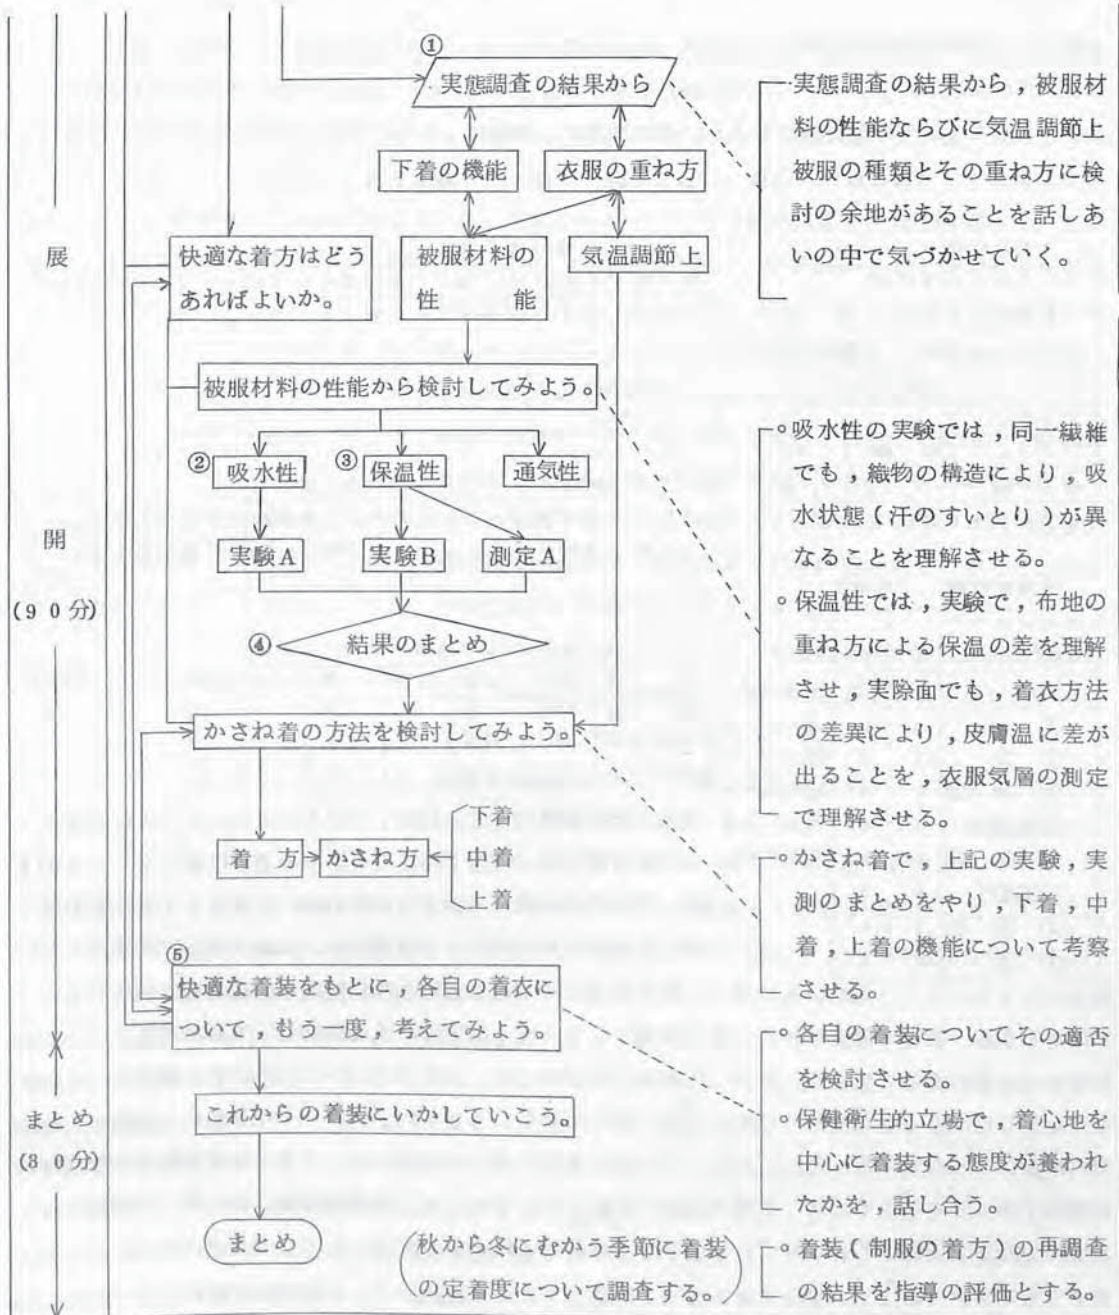 展
開
(90分)
まとめ
(80分)
①
実態調査の結果から
下着の機能
衣服の重ね方
快適な着方はどう
あればよいか。
被服材料の
性能
気温調節上
被服材料の性能から検討してみよう。
②
吸水性
③
保温性
通気性
実験A
実験B
測定A
④
結果のまとめ
かさね着の方法を検討してみよう。
着方
かさね方
下着
中着
上着
⑤
快適な着装をもとに，各自の着衣に
ついて，もう一度，考えてみよう。
これからの着装にいかしていこう。
まとめ
(秋から冬にむかう季節に着装
の定着度について調査する。)
実態調査の結果から，被服材
料の性能ならびに気温調節上
被服の種類とその重ね方に検
討の余地があることを話しあ
いの中で気づかせていく。
○吸水性の実験では，同一繊維
でも，織物の構造により，吸
水状態(汗のすいとり)が異
なることを理解させる。
○保温性では，実験で，布地の
重ね方による保温の差を理解
させ，実際面でも，着衣方法
の差異により，皮膚温に差が
出ることを，衣服気層の測定
で理解させる。
○かさね着で，上記の実験，実
測のまとめをやり，下着，中
着，上着の機能について考察
させる。
○各自の着装についてその適否
を検討させる。
○保健衛生的立場で，着心地を
中心に着装する態度が養われ
たかを，話し合う。
着装(制服の着方)の再調査
の結果を指導の評価とする。